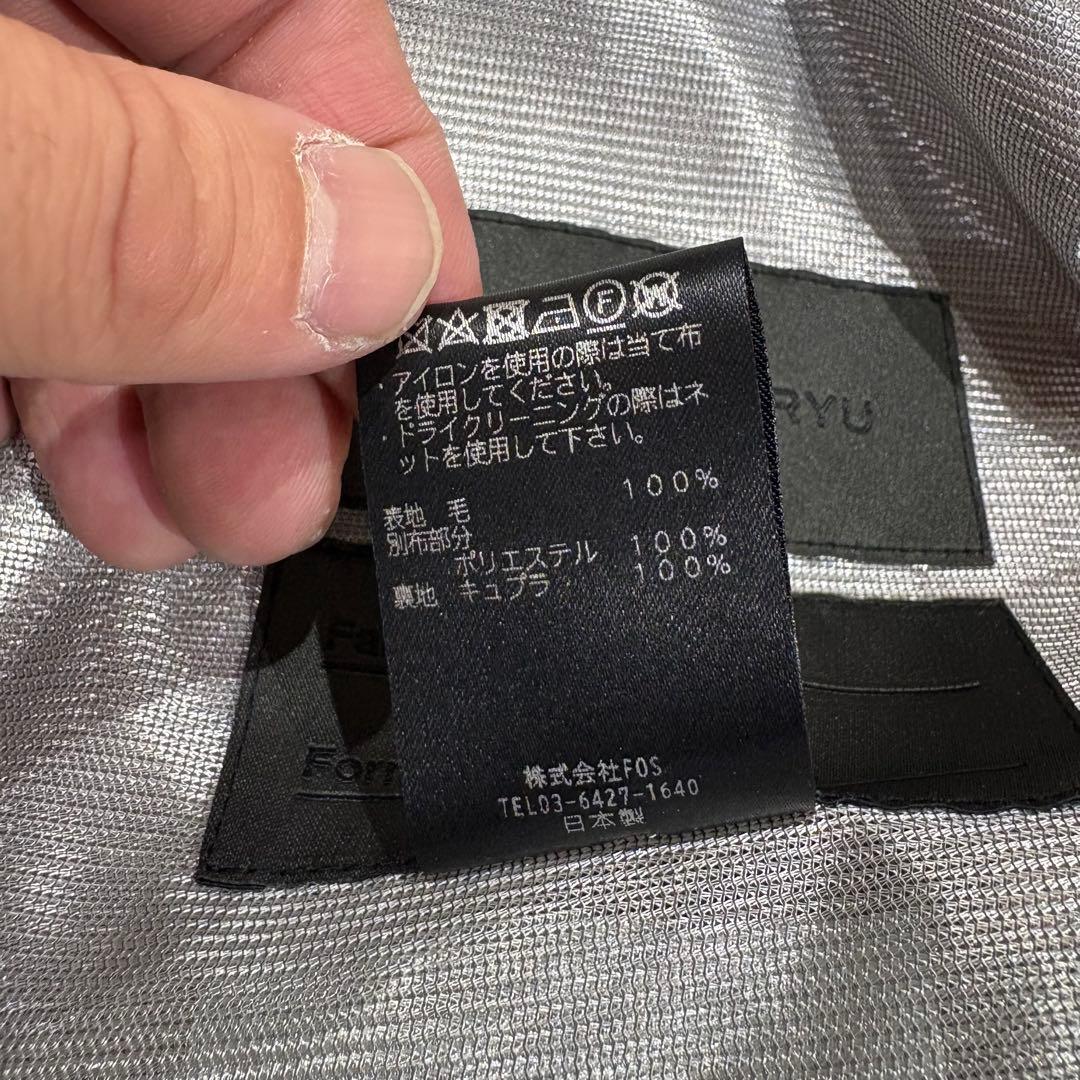 アイロンを使用の際は当て布
を使用してください。
ドライクリーニングの際はネ
ットを使用して下さい。
表地 毛 100%
別布部分
ポリエステル 100%
裏地 キュプラ 100%
株式会社FOS
TEL03-6427-1640
日本製
RYU